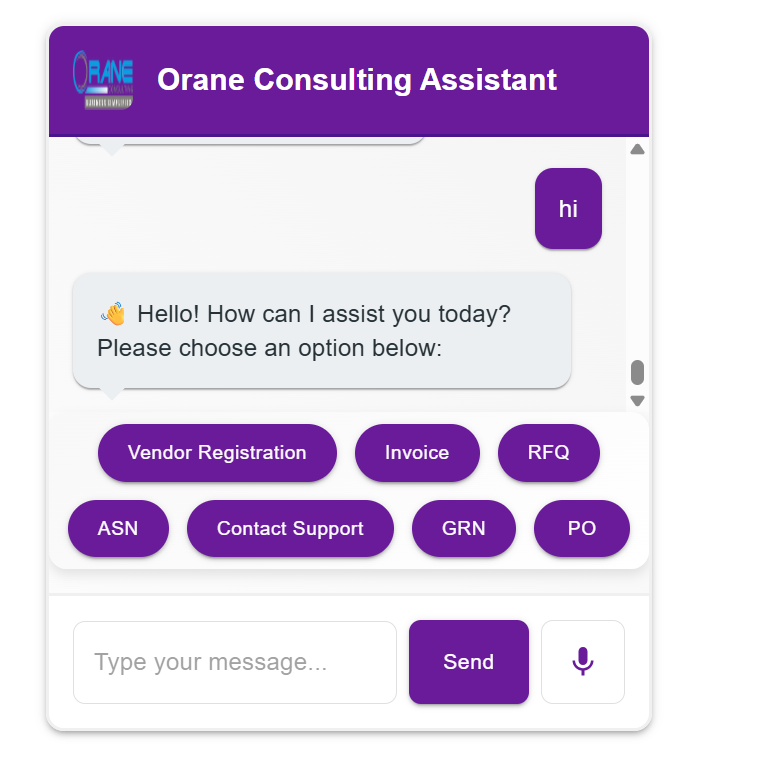 ORANE
Orane Consulting Assistant
hi
👋 Hello! How can I assist you today?
Please choose an option below:
Vendor Registration
Invoice
RFQ
ASN
Contact Support
GRN
PO
Type your message...
Send